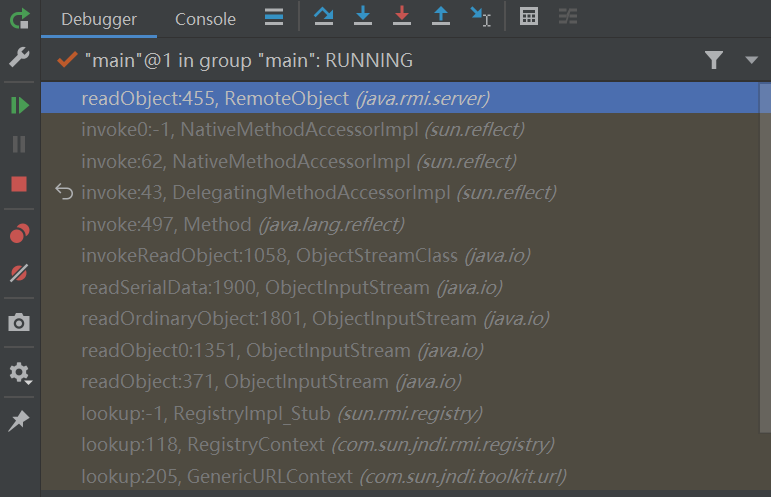 Debugger Console
"main"@1 in group "main": RUNNING
readObject:455, RemoteObject (java.rmi.server)
invoke0:-1, NativeMethodAccessorImpl (sun.reflect)
invoke:62, NativeMethodAccessorImpl (sun.reflect)
invoke:43, DelegatingMethodAccessorImpl (sun.reflect)
invoke:497, Method (java.lang.reflect)
invokeReadObject:1058, ObjectStreamClass (java.io)
readSerialData:1900, ObjectInputStream (java.io)
readOrdinaryObject:1801, ObjectInputStream (java.io)
readObject0:1351, ObjectInputStream (java.io)
readObject:371, ObjectInputStream (java.io)
lookup:-1, RegistryImpl_Stub (sun.rmi.registry)
lookup:118, RegistryContext (com.sun.jndi.rmi.registry)
lookup:205, GenericURLContext (com.sun.jndi.toolkit.url)